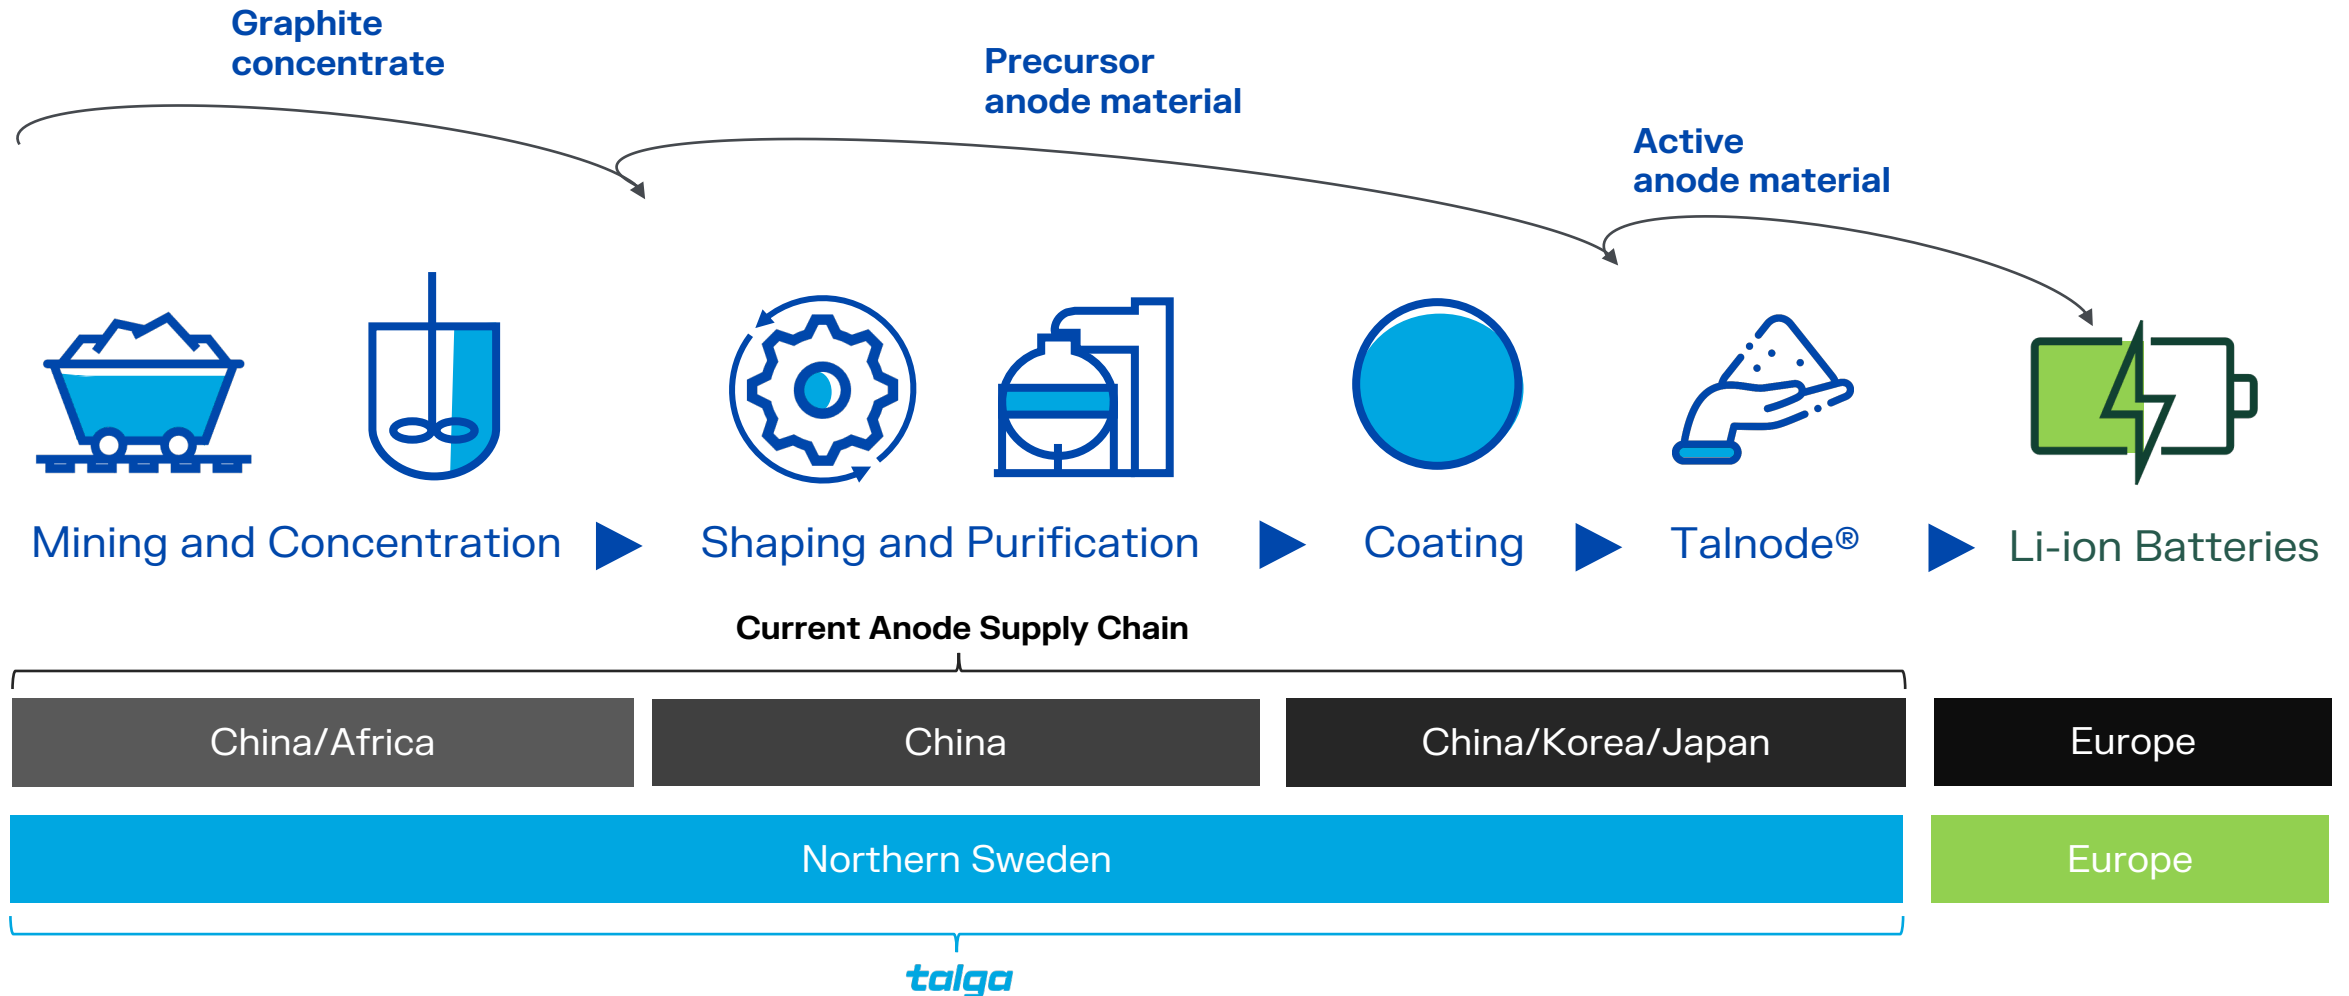 Graphite
concentrate
Precursor
anode material
Active
anode material
Mining and Concentration
Shaping and Purification
Coating
Talnode®
Li-ion Batteries
Current Anode Supply Chain
China/Africa
China
China/Korea/Japan
Europe
Northern Sweden
Europe
talga